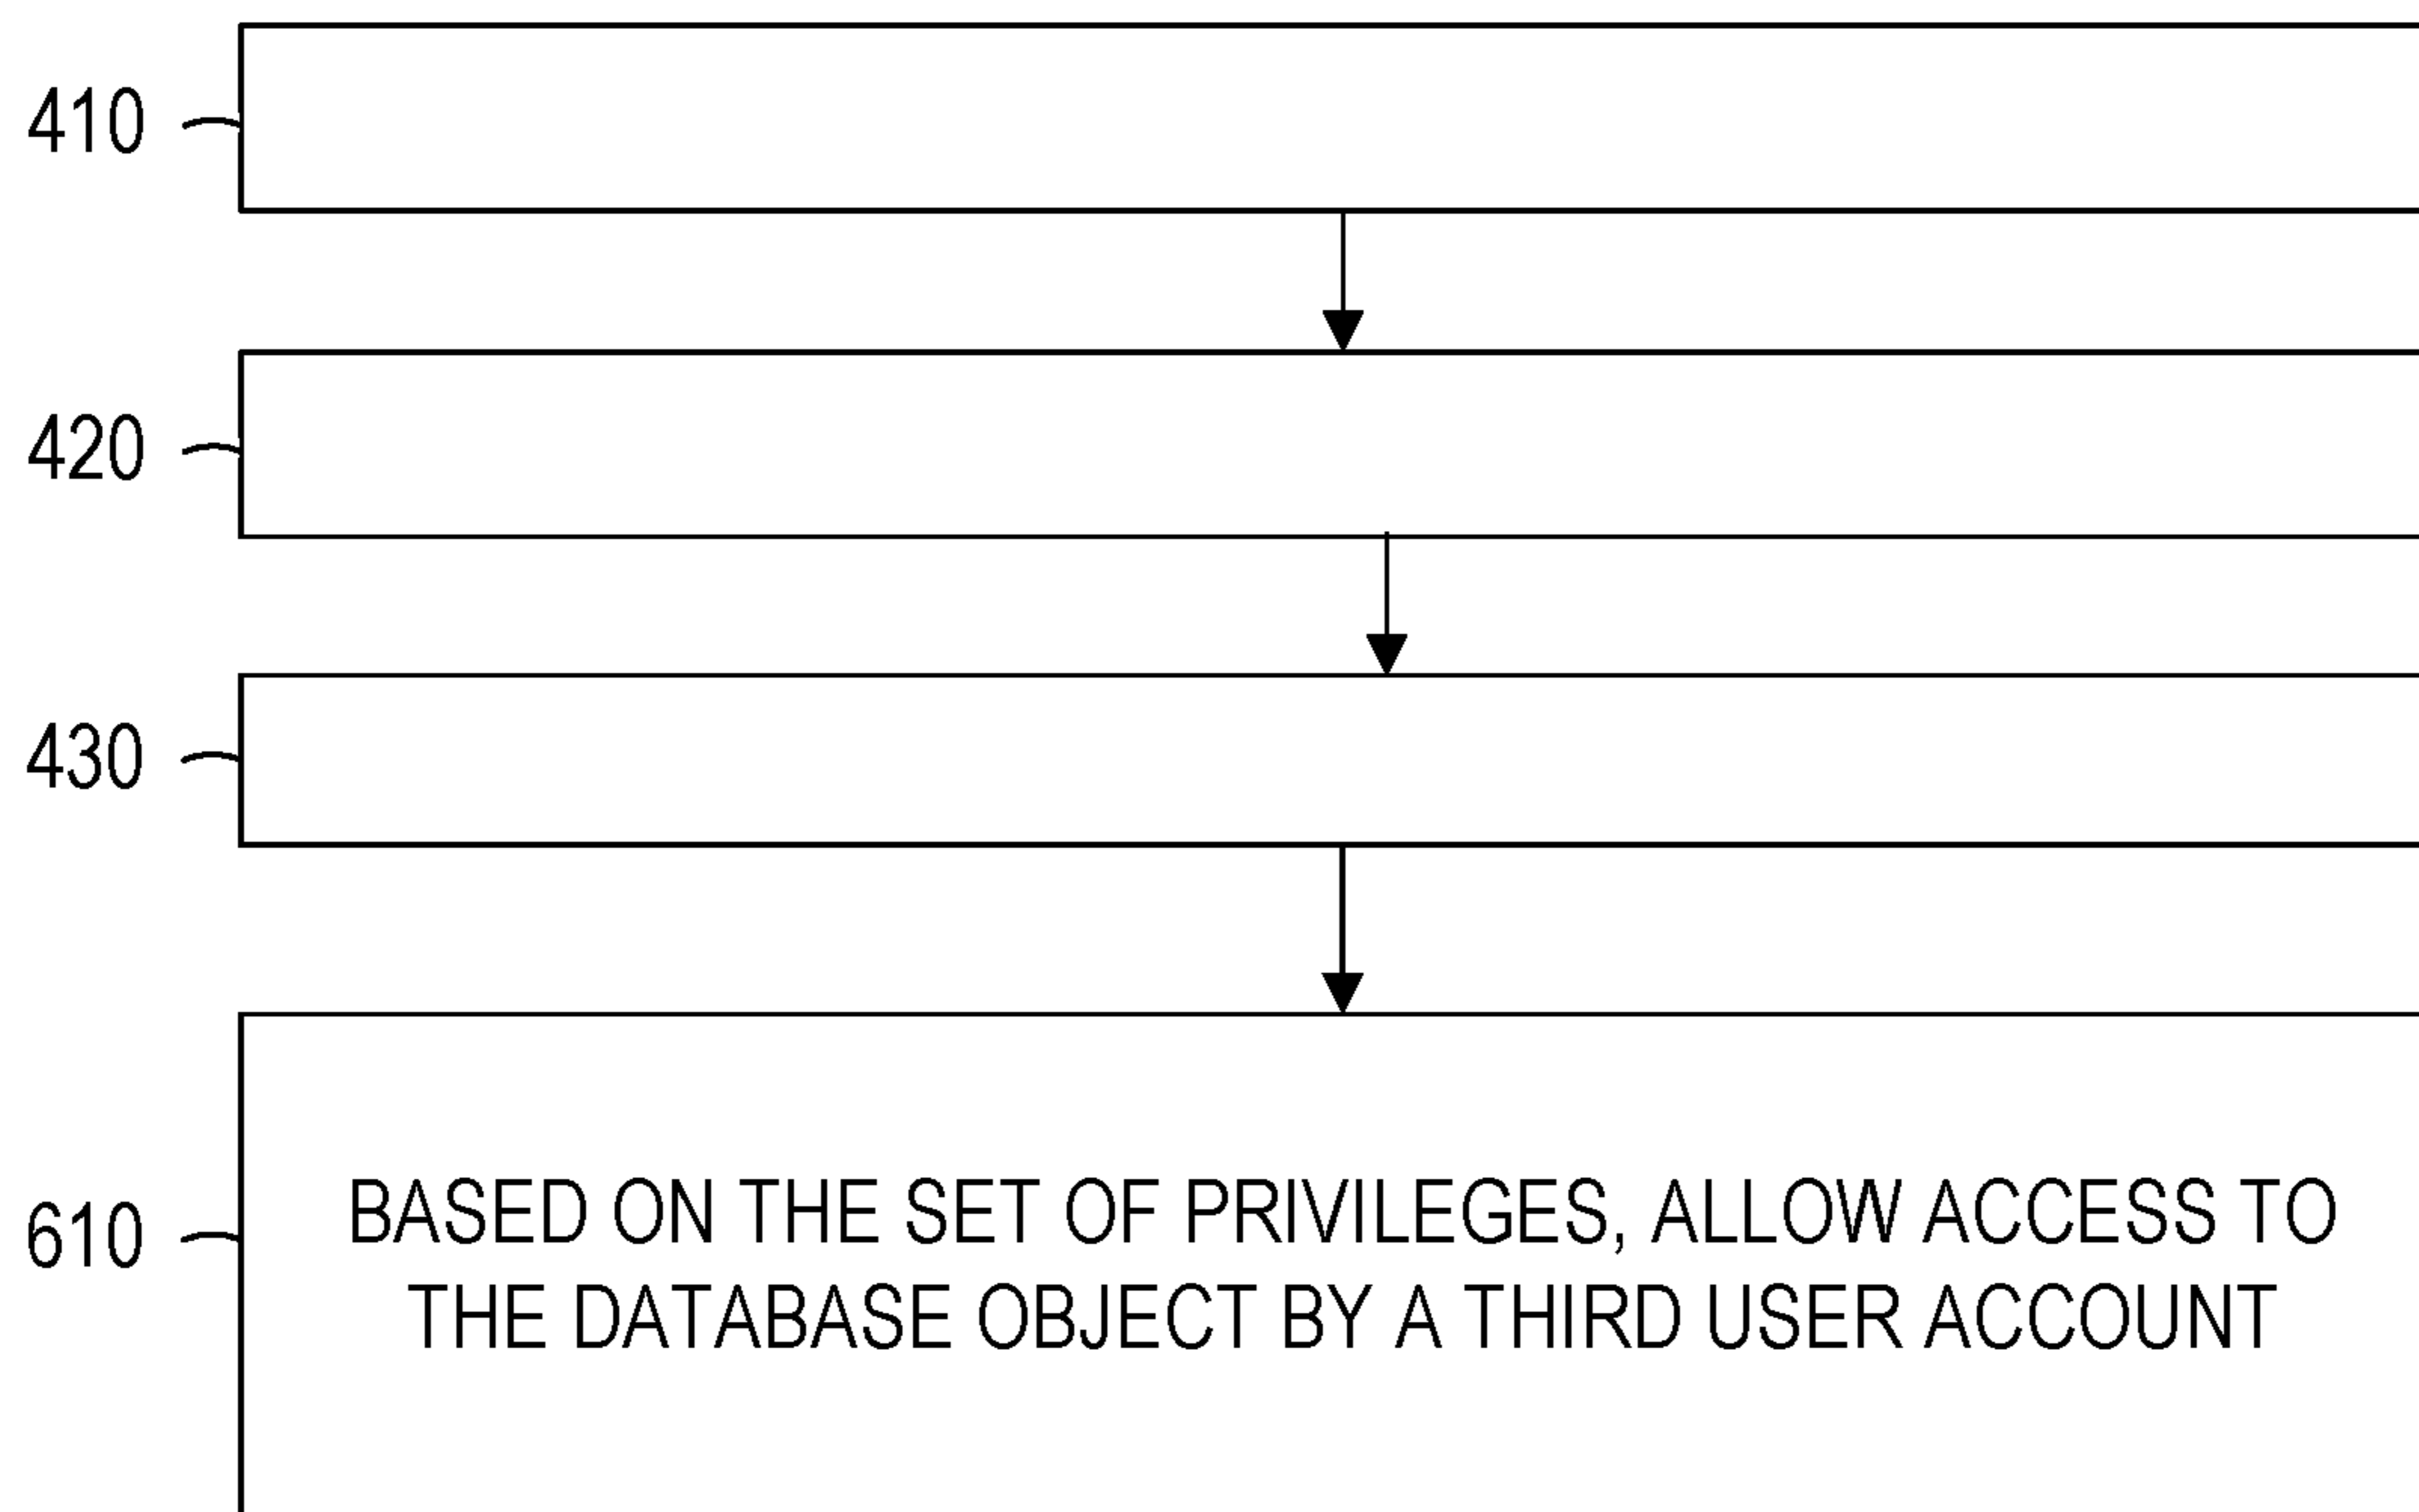 410
420
430
610
BASED ON THE SET OF PRIVILEGES, ALLOW ACCESS TO
THE DATABASE OBJECT BY A THIRD USER ACCOUNT